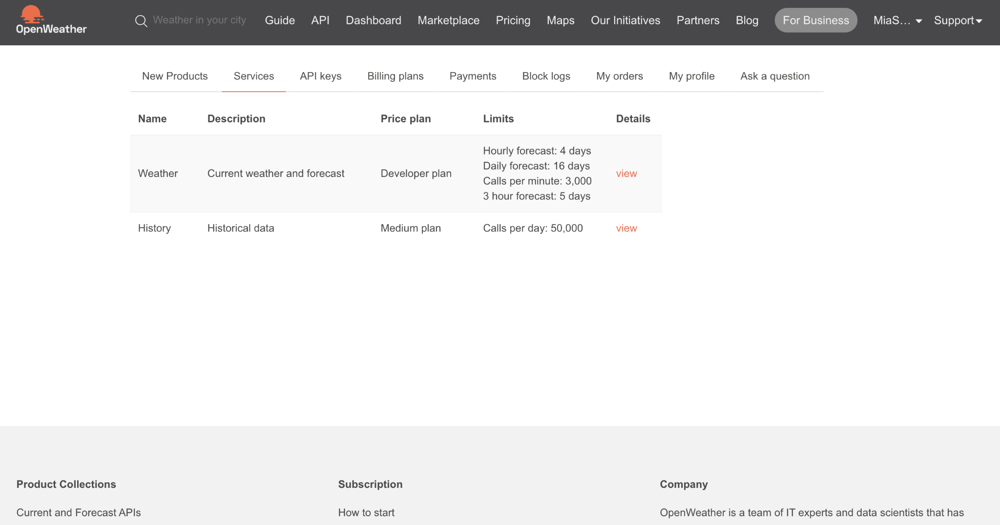 OpenWeather
Weather in your city Guide API Dashboard Marketplace Pricing Maps Our Initiatives Partners Blog For Business MiaS... Support
New Products Services API keys Billing plans Payments Block logs My orders My profile Ask a question
Name Description Price plan Limits Details
Weather Current weather and forecast Developer plan
Hourly forecast: 4 days
Daily forecast: 16 days
Calls per minute: 3,000
3 hour forecast: 5 days
view
History Historical data Medium plan Calls per day: 50,000 view
Product Collections
Current and Forecast APIs
Subscription
How to start
Company
OpenWeather is a team of IT experts and data scientists that has